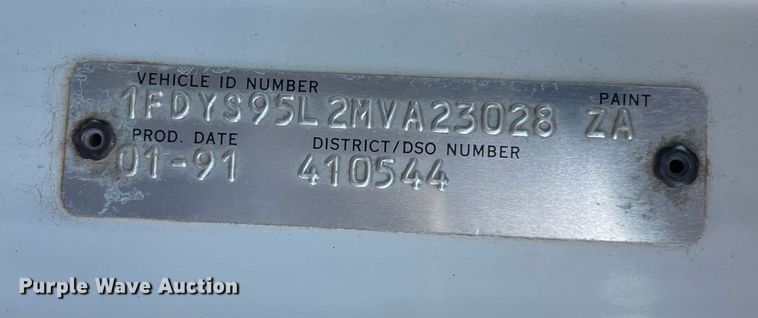 VEHICLE ID NUMBER PAINT
1FDYS95L2MVA23028 ZA
PROD. DATE DISTRICT/DSO NUMBER
01-91 410544
Purple Wave Auction